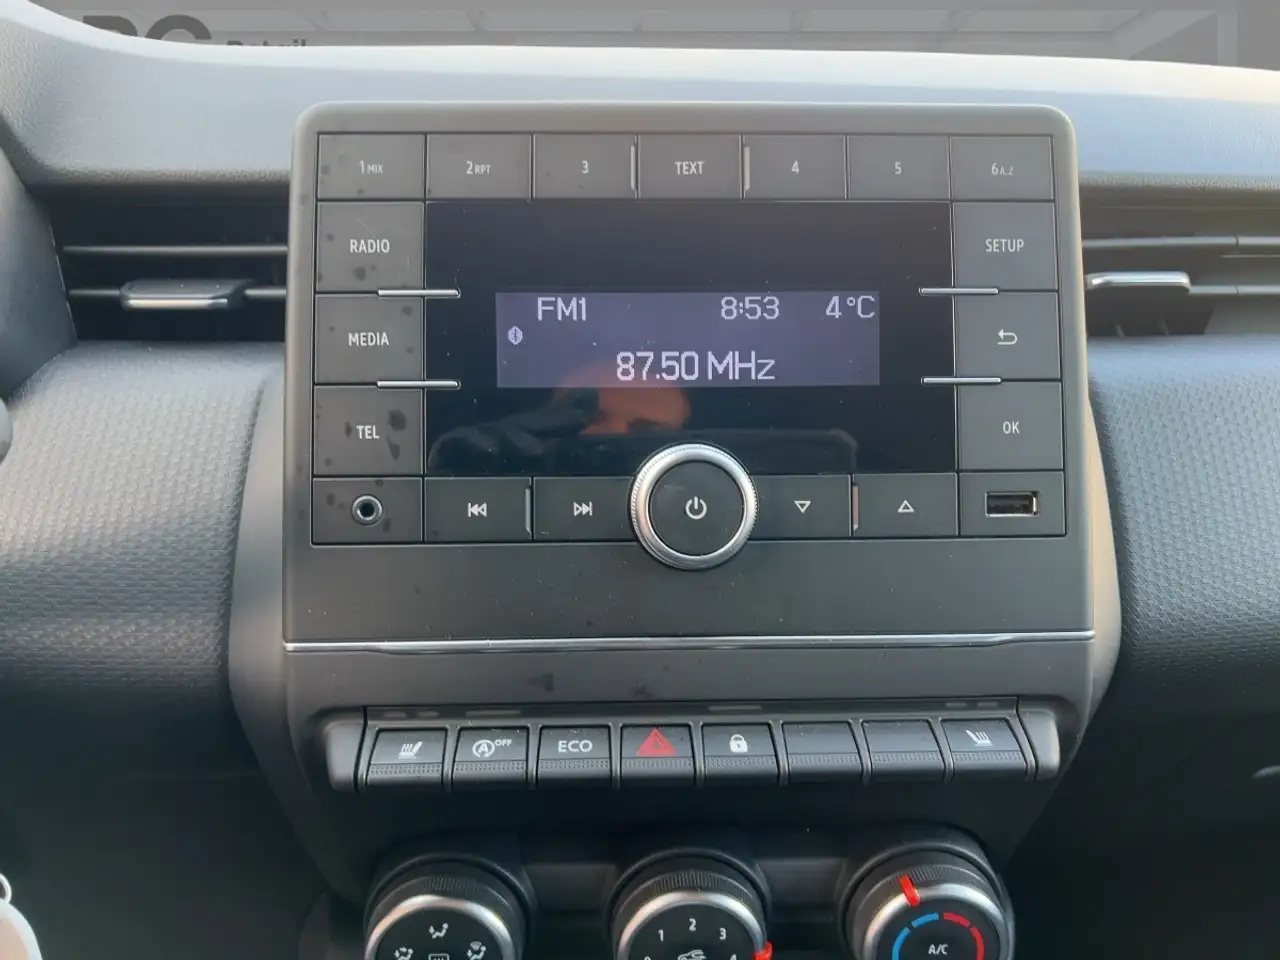 Retail
1 MIX
2 RPT
3
TEXT
4
5
6 A..Z
RADIO
SETUP
FM1 8:53 4°C
MEDIA
87.50 MHz
TEL
OK
A OFF
ECO
1 2 3
A/C